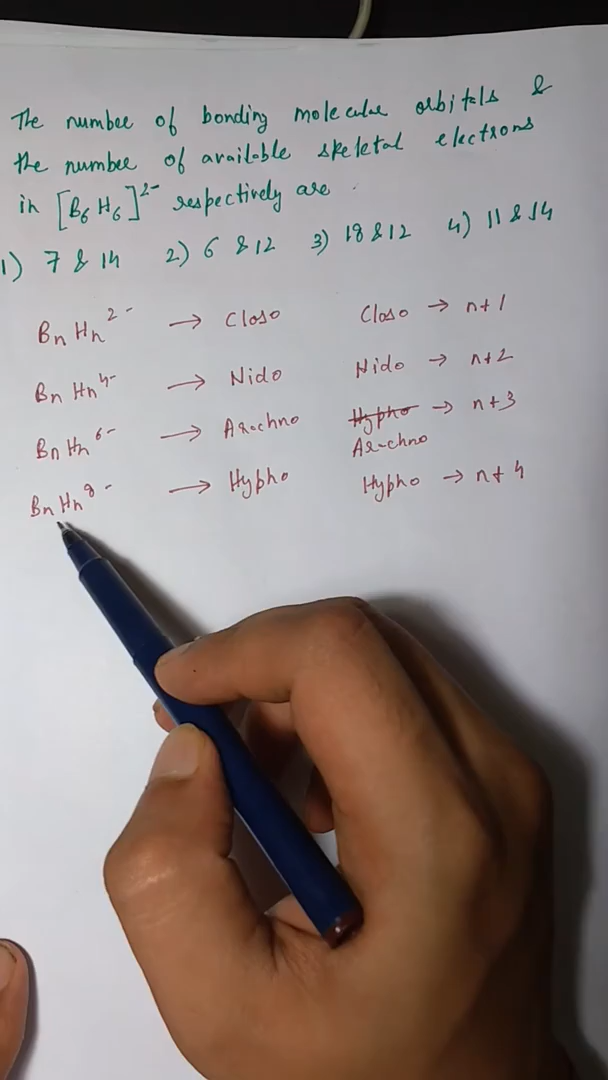 The number of bonding molecular orbitals &
the number of available skeletal electrons
in [B6H6]2- respectively are
1) 7 & 14 2) 6 & 12 3) 18 & 12 4) 11 & 14
BnHn2- → Closo Closo → n+1
BnHn4- → Nido Nido → n+2
BnHn6- → Arachno Hypho → n+3
Arachno
BnHn8- → Hypho Hypho → n+4